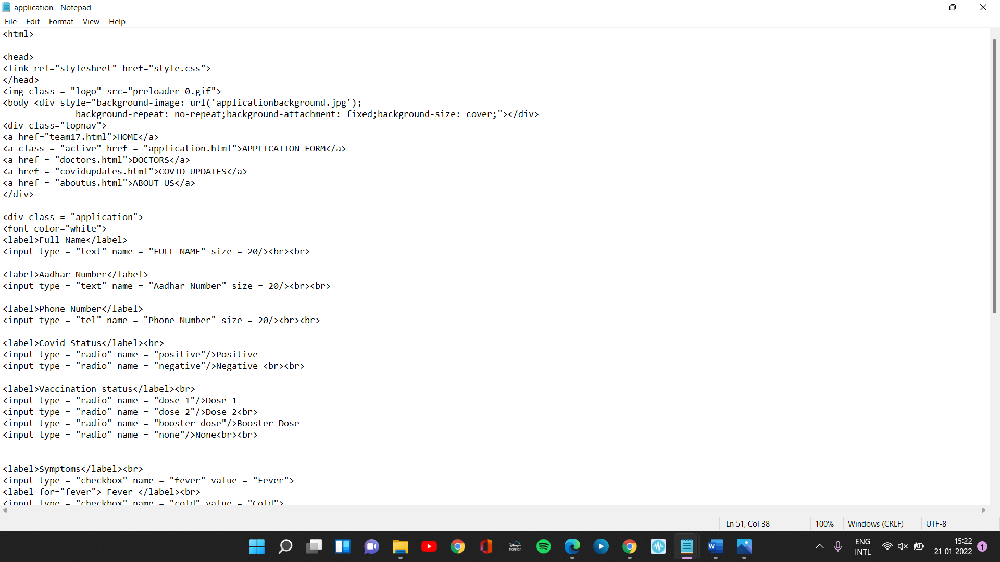 application - Notepad
File Edit Format View Help
<html>
<head>
<link rel="stylesheet" href="style.css">
</head>
<img class = "logo" src="preloader_0.gif">
<body <div style="background-image: url('applicationbackground.jpg');
background-repeat: no-repeat;background-attachment: fixed;background-size: cover;"></div>
<div class="topnav">
<a href="team17.html">HOME</a>
<a class = "active" href = "application.html">APPLICATION FORM</a>
<a href = "doctors.html">DOCTORS</a>
<a href = "covidupdates.html">COVID UPDATES</a>
<a href = "aboutus.html">ABOUT US</a>
</div>
<div class = "application">
<font color="white">
<label>Full Name</label>
<input type = "text" name = "FULL NAME" size = 20/><br><br>
<label>Aadhar Number</label>
<input type = "text" name = "Aadhar Number" size = 20/><br><br>
<label>Phone Number</label>
<input type = "tel" name = "Phone Number" size = 20/><br><br>
<label>Covid Status</label><br>
<input type = "radio" name = "positive"/>Positive
<input type = "radio" name = "negative"/>Negative <br><br>
<label>Vaccination status</label><br>
<input type = "radio" name = "dose 1"/>Dose 1
<input type = "radio" name = "dose 2"/>Dose 2<br>
<input type = "radio" name = "booster dose"/>Booster Dose
<input type = "radio" name = "none"/>None<br><br>
<label>Symptoms</label><br>
<input type = "checkbox" name = "fever" value = "Fever">
<label for="fever"> Fever </label><br>
<input type = "checkbox" name = "cold" value = "Cold">
Ln 51, Col 38 100% Windows (CRLF) UTF-8
Disney+ hotstar
W
ENG
INTL
15:22
21-01-2022
1